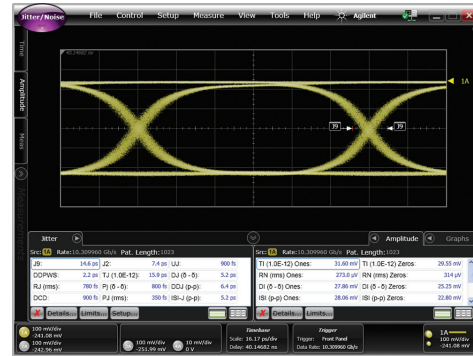 Jitter/Noise File Control Setup Measure View Tools Help Agilent
Time
Amplitude
Meas
Measurements
40.14682 ns
1A
J9 J9
Jitter Amplitude Graphs
Src: 1A Rate: 10.309960 Gb/s Pat. Length: 1023 Src: 1A Rate: 10.309960 Gb/s Pat. Length: 1023
J9: 14.6 ps J2: 7.4 ps UJ: 900 fs TI (1.0E-12) Ones: 31.60 mV TI (1.0E-12) Zeros: 29.55 mV
DDPWS: 2.2 ps TJ (1.0E-12): 15.9 ps DJ (δ - δ): 5.2 ps RN (rms) Ones: 273.0 µV RN (rms) Zeros: 314 µV
RJ (rms): 780 fs PJ (δ - δ): 800 fs DDJ (p-p): 6.4 ps DI (δ - δ) Ones: 27.86 mV DI (δ - δ) Zeros: 25.25 mV
DCD: 900 fs PJ (rms): 350 fs ISI-J (p-p): 5.2 ps ISI (p-p) Ones: 28.06 mV ISI (p-p) Zeros: 22.80 mV
Details... Limits... Setup... Details... Limits...
100 mV/div
-241.08 mV
100 mV/div
-242.96 mV
100 mV/div
-251.99 mV
10 mV/div
0 V
Timebase
Scale: 16.17 ps/div
Delay: 40.14682 ns
Trigger
Trigger: Front Panel
Data Rate: 10.309960 Gb/s
1A
100 mV/div
-241.08 mV